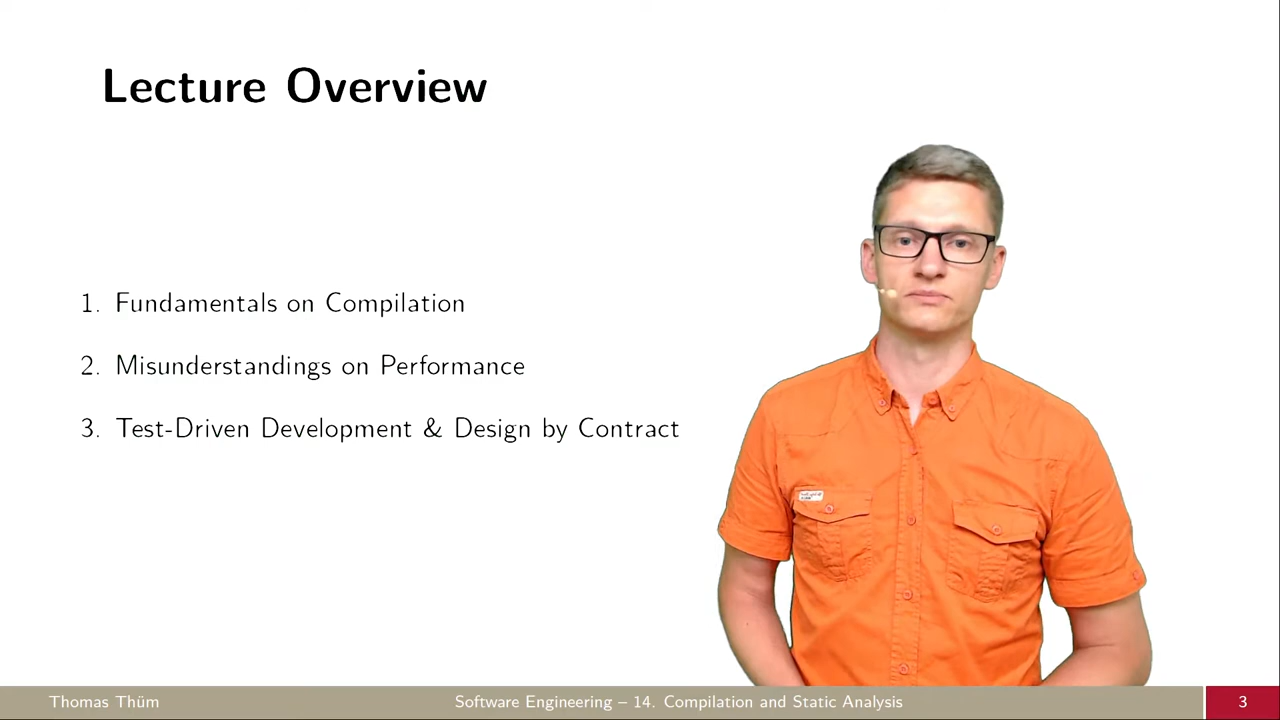 Lecture Overview
1. Fundamentals on Compilation
2. Misunderstandings on Performance
3. Test-Driven Development & Design by Contract
Thomas Thüm
Software Engineering – 14. Compilation and Static Analysis
3